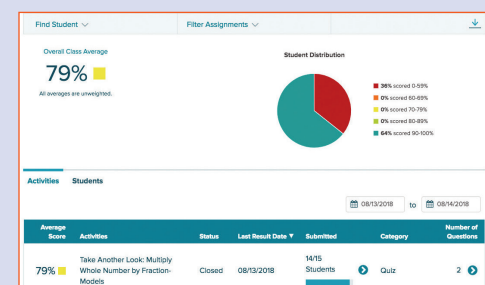 Find Student
Filter Assignments
Overall Class Average
79%
All averages are unweighted.
Student Distribution
36% scored 0-59%
0% scored 60-69%
0% scored 70-79%
0% scored 80-89%
64% scored 90-100%
Activities Students
08/13/2018 to 08/14/2018
Average Score Activities Status Last Result Date ▼ Submitted Category Number of Questions
79% Take Another Look: Multiply Whole Number by Fraction-Models Closed 08/13/2018 14/15 Students Quiz 2